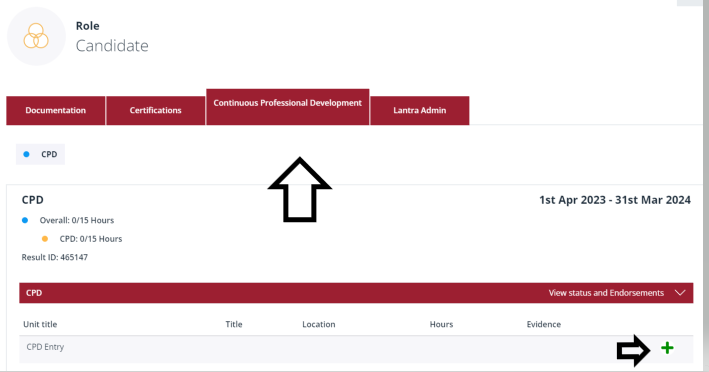 Role
Candidate
Documentation Certifications Continuous Professional Development Lantra Admin
CPD
CPD 1st Apr 2023 - 31st Mar 2024
Overall: 0/15 Hours
CPD: 0/15 Hours
Result ID: 465147
CPD View status and Endorsements
Unit title Title Location Hours Evidence
CPD Entry